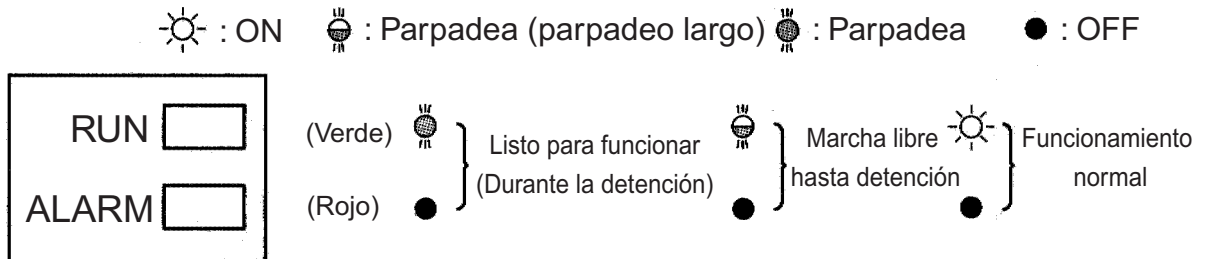 : ON : Parpadea (parpadeo largo) : Parpadea : OFF
RUN (Verde)
ALARM (Rojo)
Listo para funcionar
(Durante la detención)
Marcha libre
hasta detención
Funcionamiento
normal